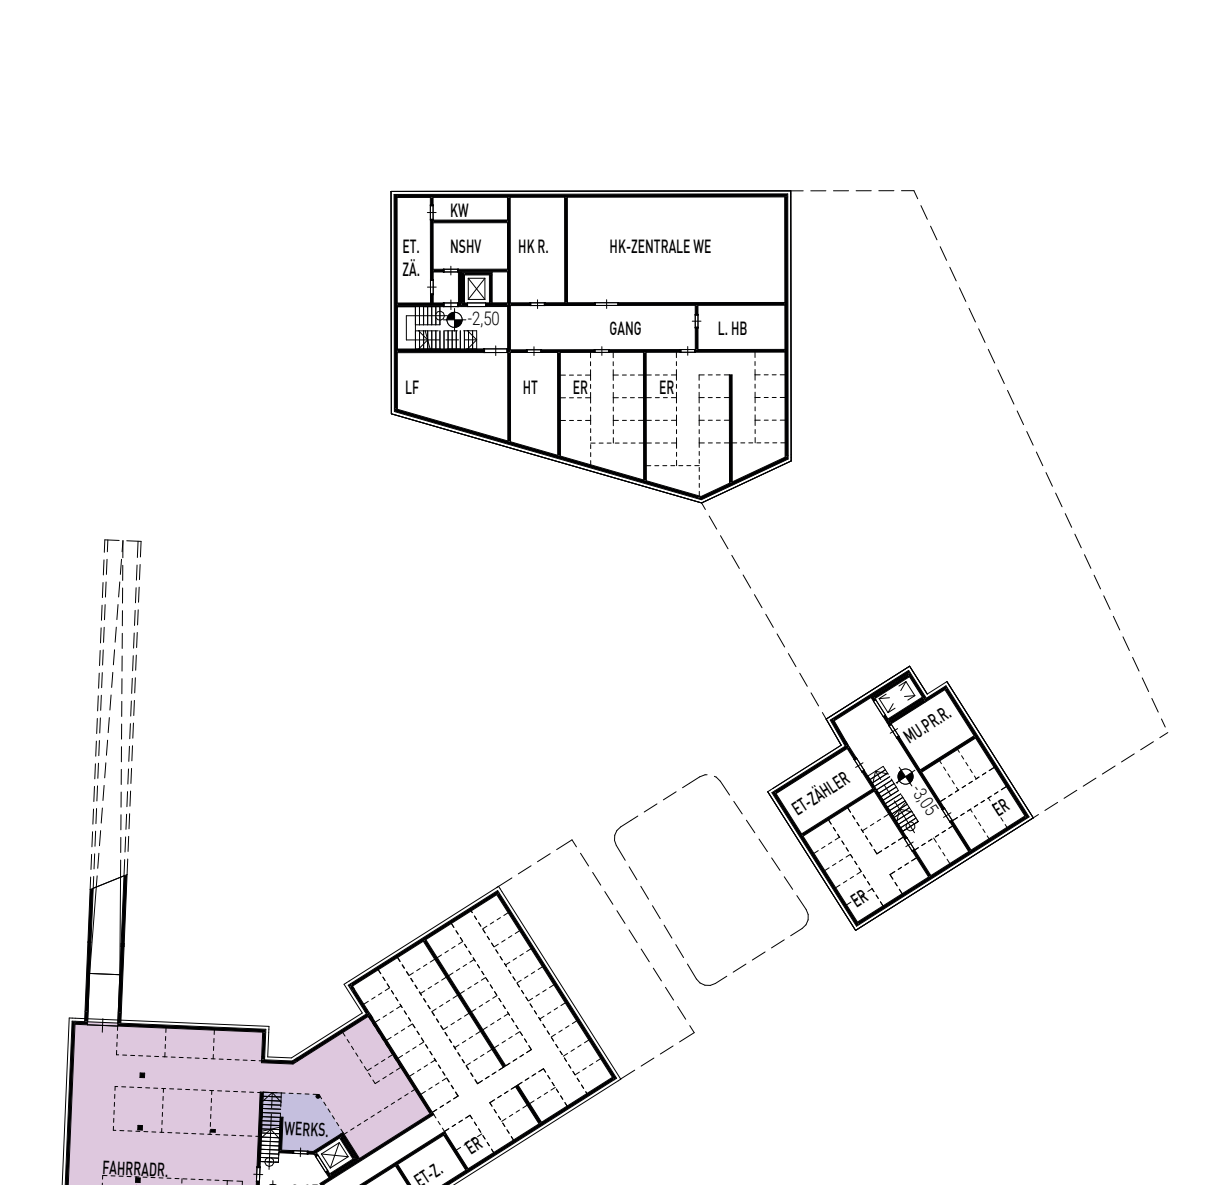 KW
ET.
ZÄ.
NSHV
HK R.
HK-ZENTRALE WE
-2,50
GANG
L. HB
LF
HT
ER
ER
MU.PR.R.
ET-ZÄHLER
-3,05
ER
ER
WERKS.
ER
FAHRRADR.
ET-Z.